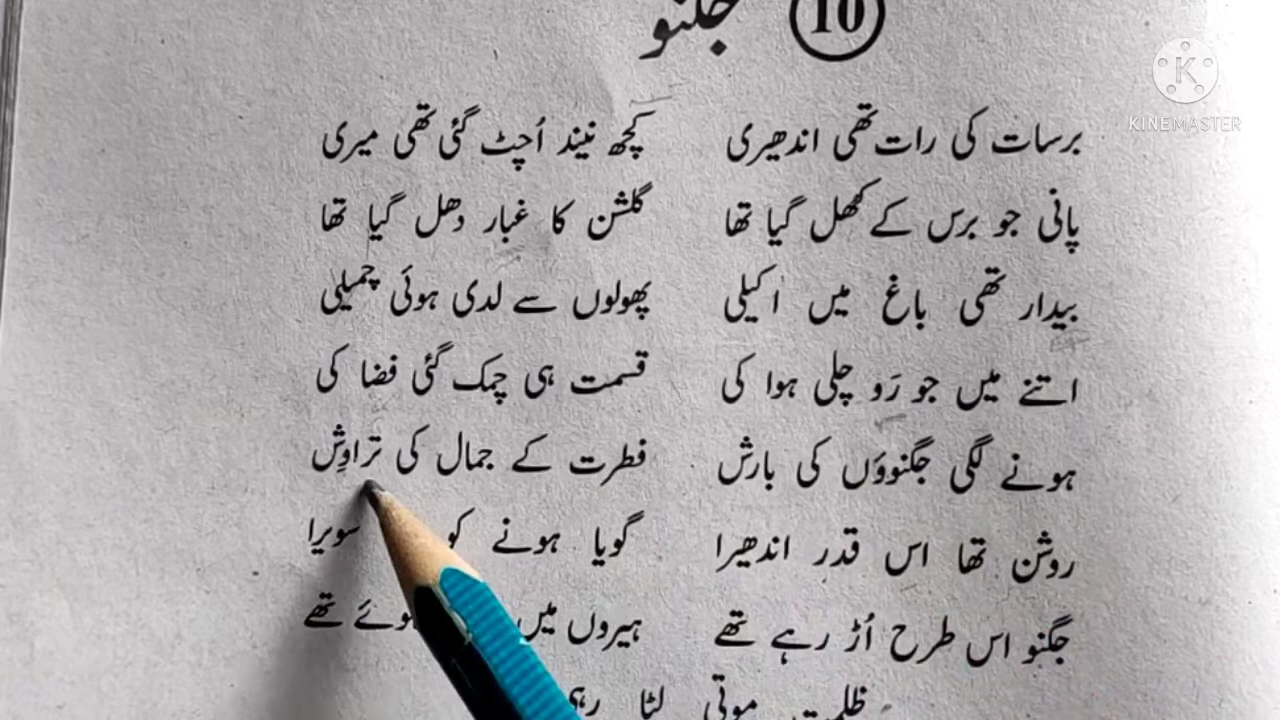 10 جگنو
KINEMASTER
برسات کی رات تھی اندھیری کچھ نیند اُچٹ گئی تھی میری
پانی جو برس کے کھل گیا تھا گلشن کا غبار دھل گیا تھا
بیدار تھی باغ میں اکیلی پھولوں سے لدی ہوئی چمیلی
اتنے میں جو رَو چلی ہوا کی قسمت ہی چمک گئی فضا کی
ہونے لگی جگنوؤں کی بارش فطرت کے جمال کی تراوِش
روشن تھا اس قدر اندھیرا گویا ہونے کو سویرا
جگنو اس طرح اُڑ رہے تھے ہیروں میں تھے
ظلمت موتی لٹا رہی